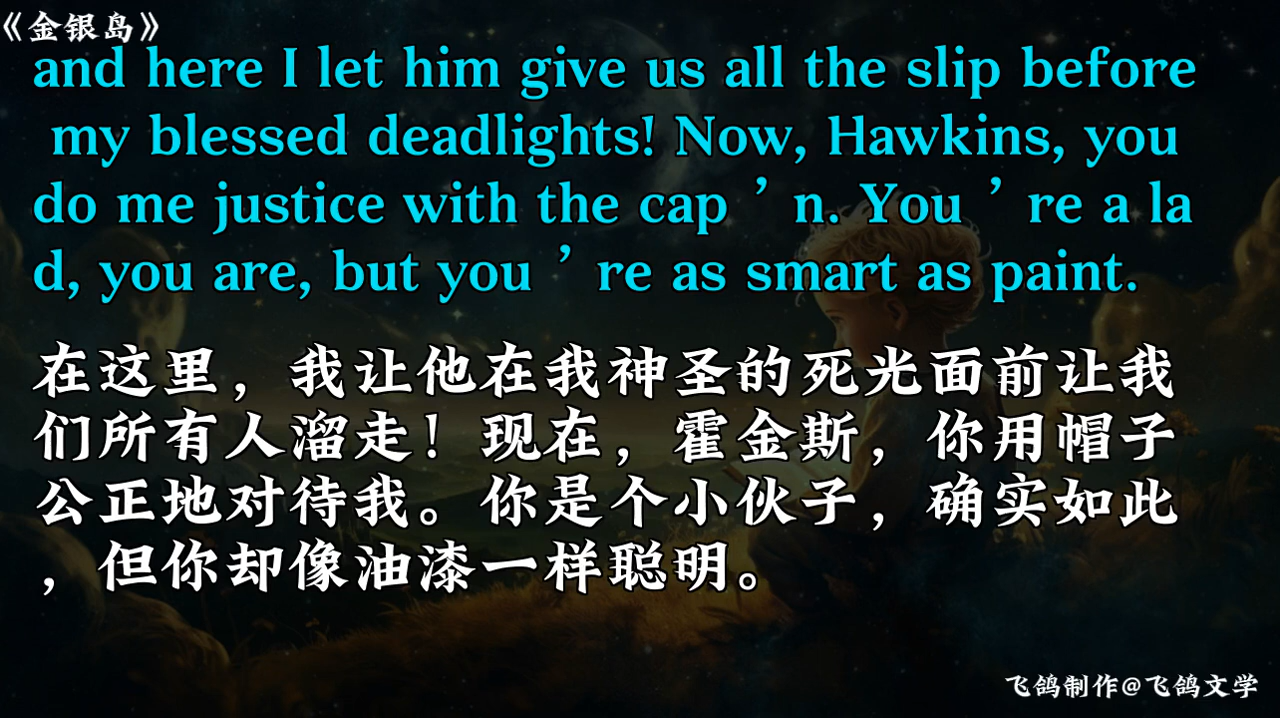 《金银岛》
and here I let him give us all the slip before
my blessed deadlights! Now, Hawkins, you
do me justice with the cap ’ n. You ’ re a la
d, you are, but you ’ re as smart as paint.
在这里，我让他在我神圣的死光面前让我
们所有人溜走！现在，霍金斯，你用帽子
公正地对待我。你是个小伙子，确实如此
，但你却像油漆一样聪明。
飞鸽制作@飞鸽文学